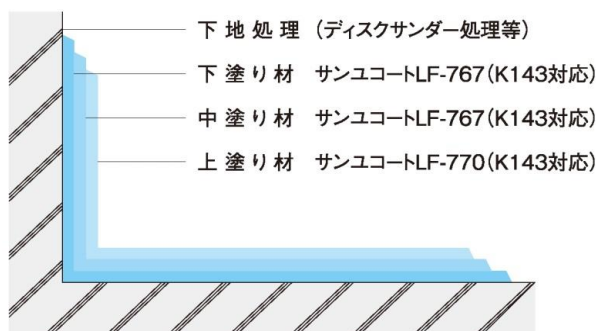 下地処理 (ディスクサンダー処理等)
下塗り材 サンユコートLF-767(K143対応)
中塗り材 サンユコートLF-767(K143対応)
上塗り材 サンユコートLF-770(K143対応)